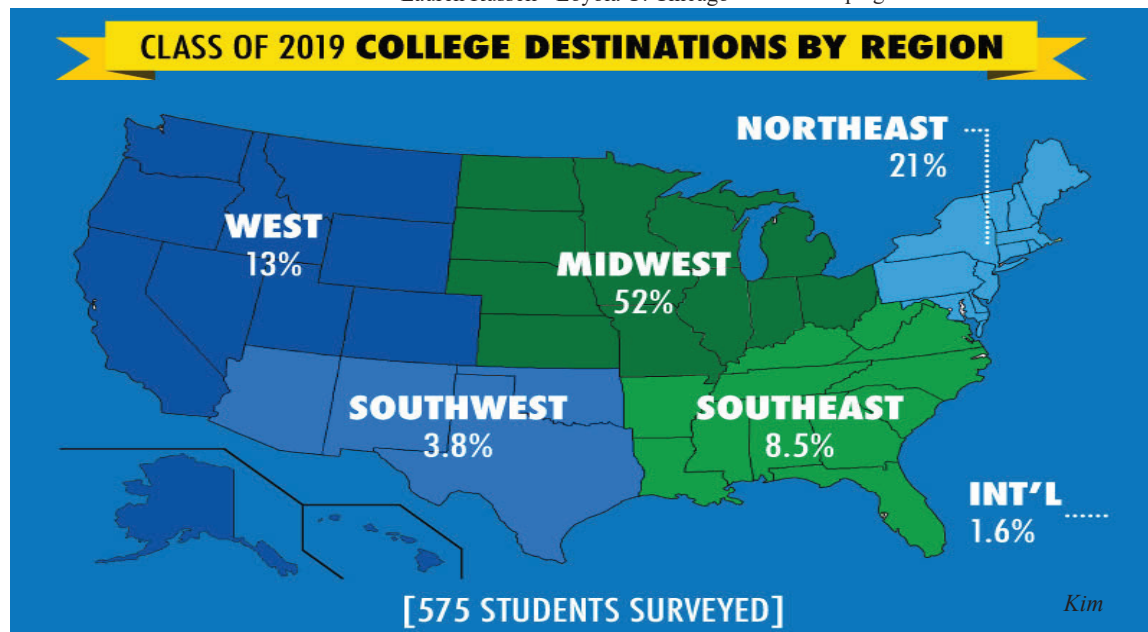 CLASS OF 2019 COLLEGE DESTINATIONS BY REGION
NORTHEAST
21%
WEST
13%
MIDWEST
52%
SOUTHWEST
3.8%
SOUTHEAST
8.5%
INT'L
1.6%
[575 STUDENTS SURVEYED]
Kim